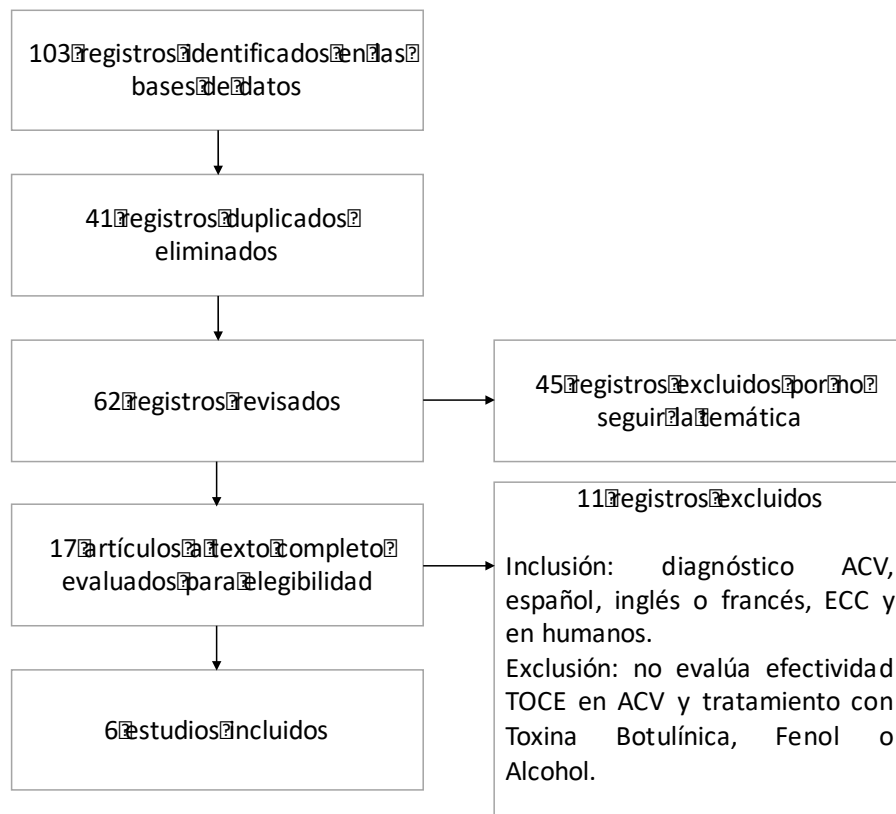 103 registros identificados en las
bases de datos
41 registros duplicados
eliminados
62 registros revisados
45 registros excluidos por no
seguir la temática
17 artículos a texto completo
evaluados para elegibilidad
11 registros excluidos
Inclusión: diagnóstico ACV,
español, inglés o francés, ECC y
en humanos.
Exclusión: no evalúa efectividad
TOCE en ACV y tratamiento con
Toxina Botulínica, Fenol o
Alcohol.
6 estudios incluidos